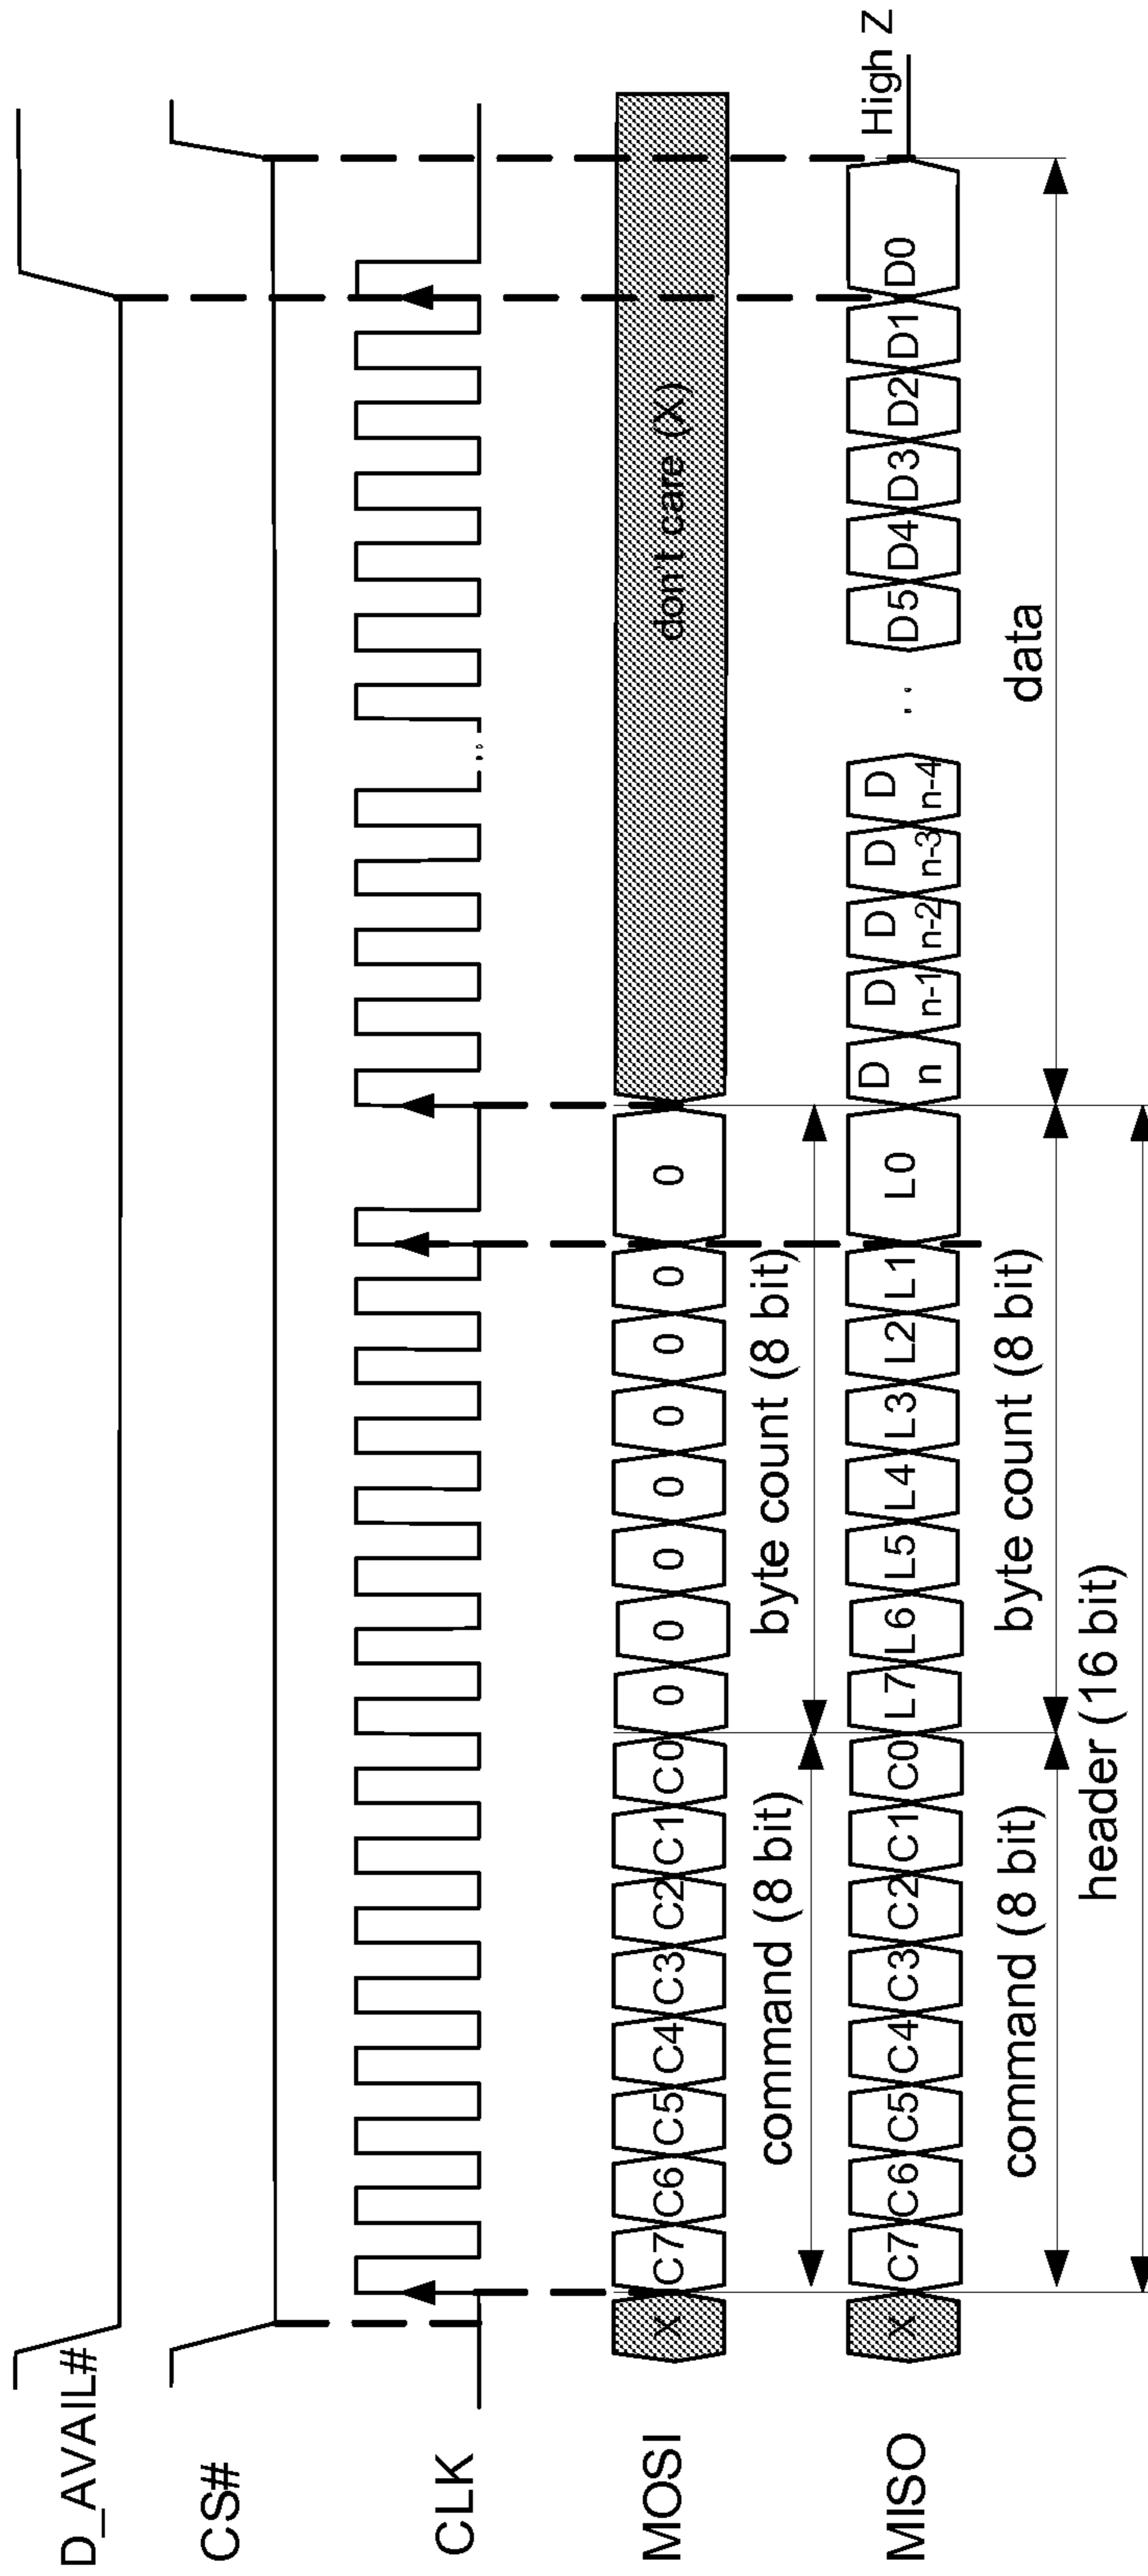 D_AVAIL#
CS#
CLK
MOSI
X C7 C6 C5 C4 C3 C2 C1 C0 0 0 0 0 0 0 0 0 don't care (X)
command (8 bit) byte count (8 bit)
MISO
X C7 C6 C5 C4 C3 C2 C1 C0 L7 L6 L5 L4 L3 L2 L1 L0 D n D n-1 D n-2 D n-3 D n-4 .. D5 D4 D3 D2 D1 D0 High Z
command (8 bit) byte count (8 bit) data
header (16 bit)